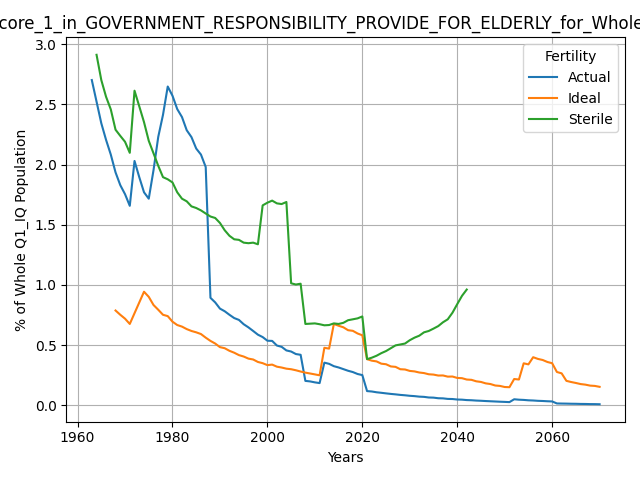 core_1_in_GOVERNMENT_RESPONSIBILITY_PROVIDE_FOR_ELDERLY_for_Whole
3.0
2.5
2.0
1.5
1.0
0.5
0.0
% of Whole Q1_IQ Population
Fertility
Actual
Ideal
Sterile
1960
1980
2000
2020
2040
2060
Years